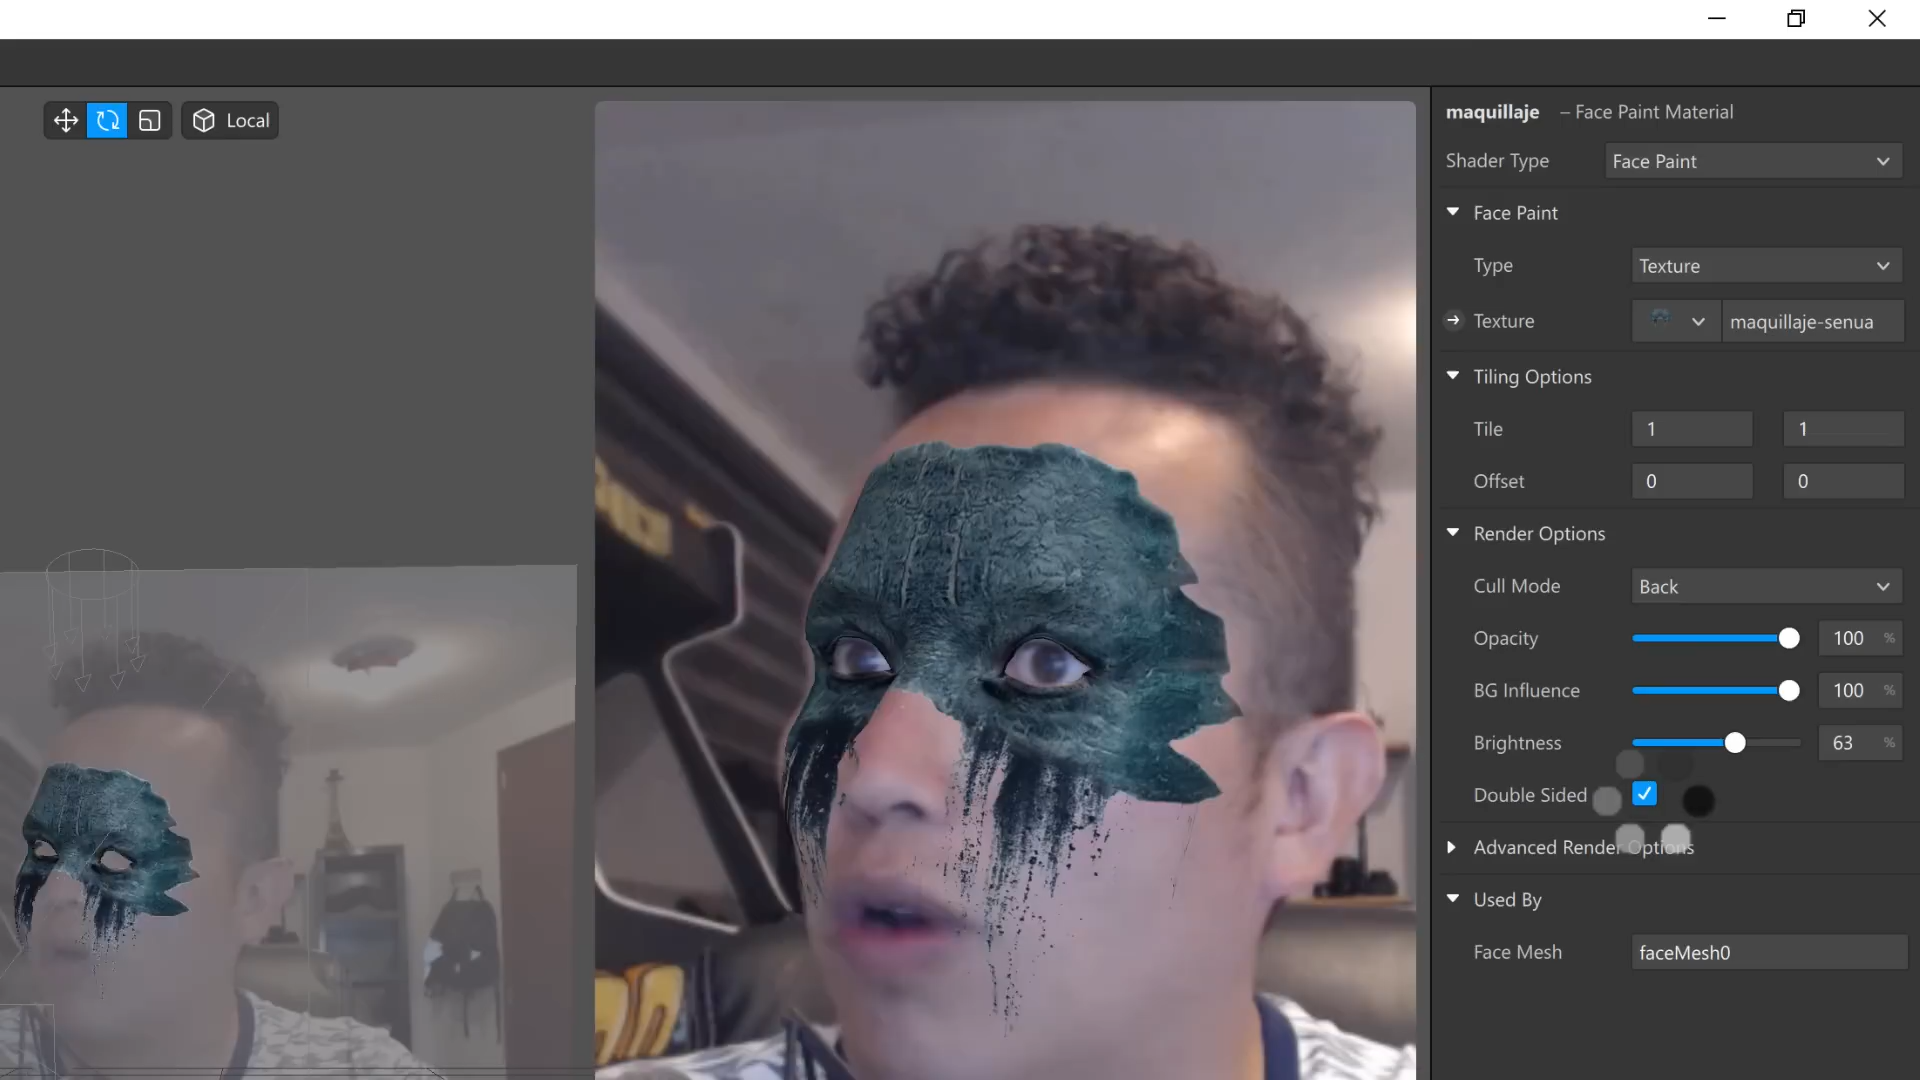 Local
maquillaje – Face Paint Material
Shader Type Face Paint
Face Paint
Type Texture
Texture maquillaje-senua
Tiling Options
Tile 1 1
Offset 0 0
Render Options
Cull Mode Back
Opacity 100 %
BG Influence 100 %
Brightness 63 %
Double Sided
Advanced Render Options
Used By
Face Mesh faceMesh0